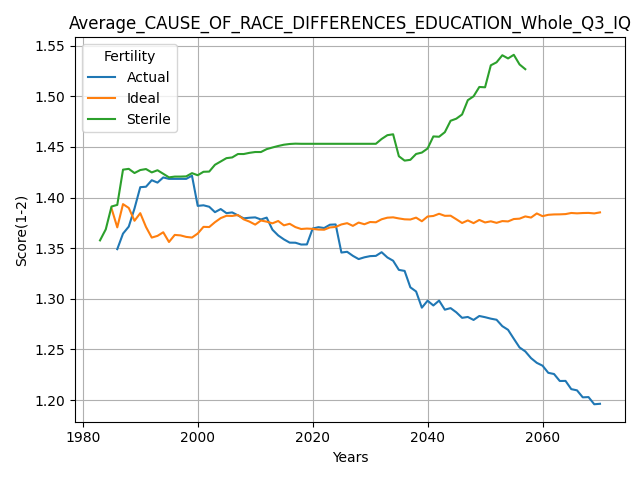 Average_CAUSE_OF_RACE_DIFFERENCES_EDUCATION_Whole_Q3_IQ
Fertility
Actual
Ideal
Sterile
Score(1-2)
1.55
1.50
1.45
1.40
1.35
1.30
1.25
1.20
1980
2000
2020
2040
2060
Years